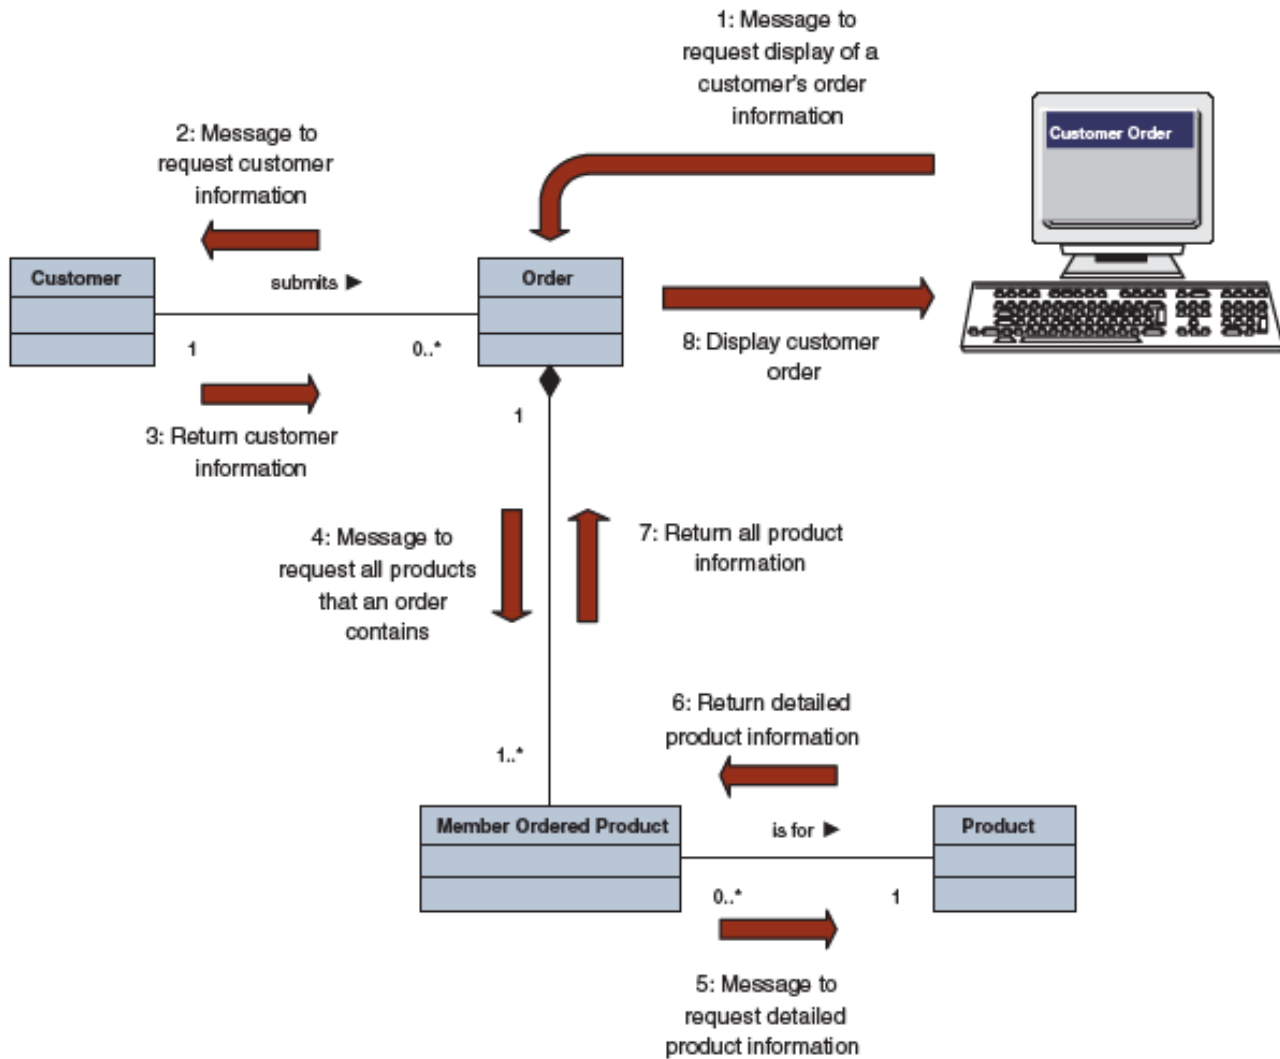 1: Message to
request display of a
customer's order
information
Customer Order
2: Message to
request customer
information
Customer
submits ►
Order
1
0..*
8: Display customer
order
3: Return customer
information
1
4: Message to
request all products
that an order
contains
7: Return all product
information
6: Return detailed
product information
1..*
Member Ordered Product
is for ►
Product
0..*
1
5: Message to
request detailed
product information